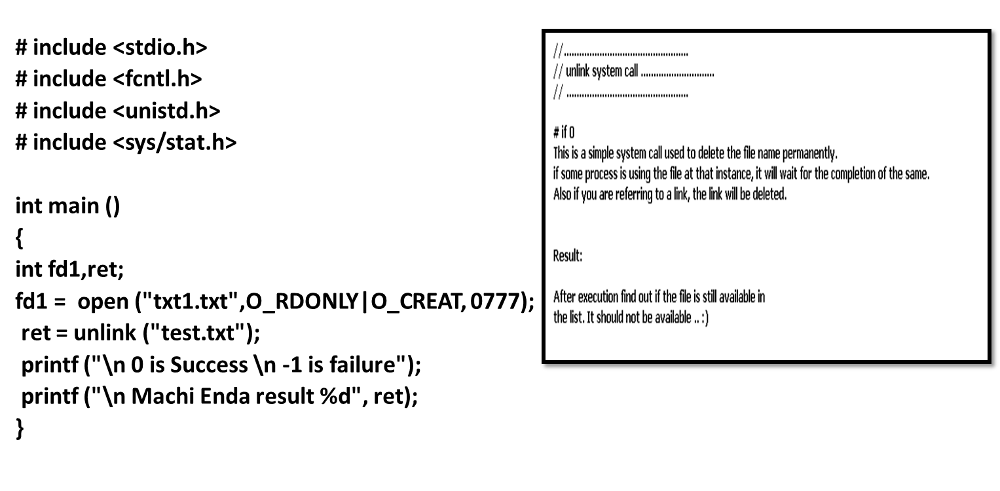 # include <stdio.h>
# include <fcntl.h>
# include <unistd.h>
# include <sys/stat.h>
int main ()
{
int fd1,ret;
fd1 =  open ("txt1.txt",O_RDONLY|O_CREAT, 0777);
ret = unlink ("test.txt");
printf ("\n 0 is Success \n -1 is failure");
printf ("\n Machi Enda result %d", ret);
}
//................................................
// unlink system call .............................
// ................................................
# if 0
This is a simple system call used to delete the file name permanently.
if some process is using the file at that instance, it will wait for the completion of the same.
Also if you are referring to a link, the link will be deleted.
Result:
After execution find out if the file is still available in
the list. It should not be available .. :)